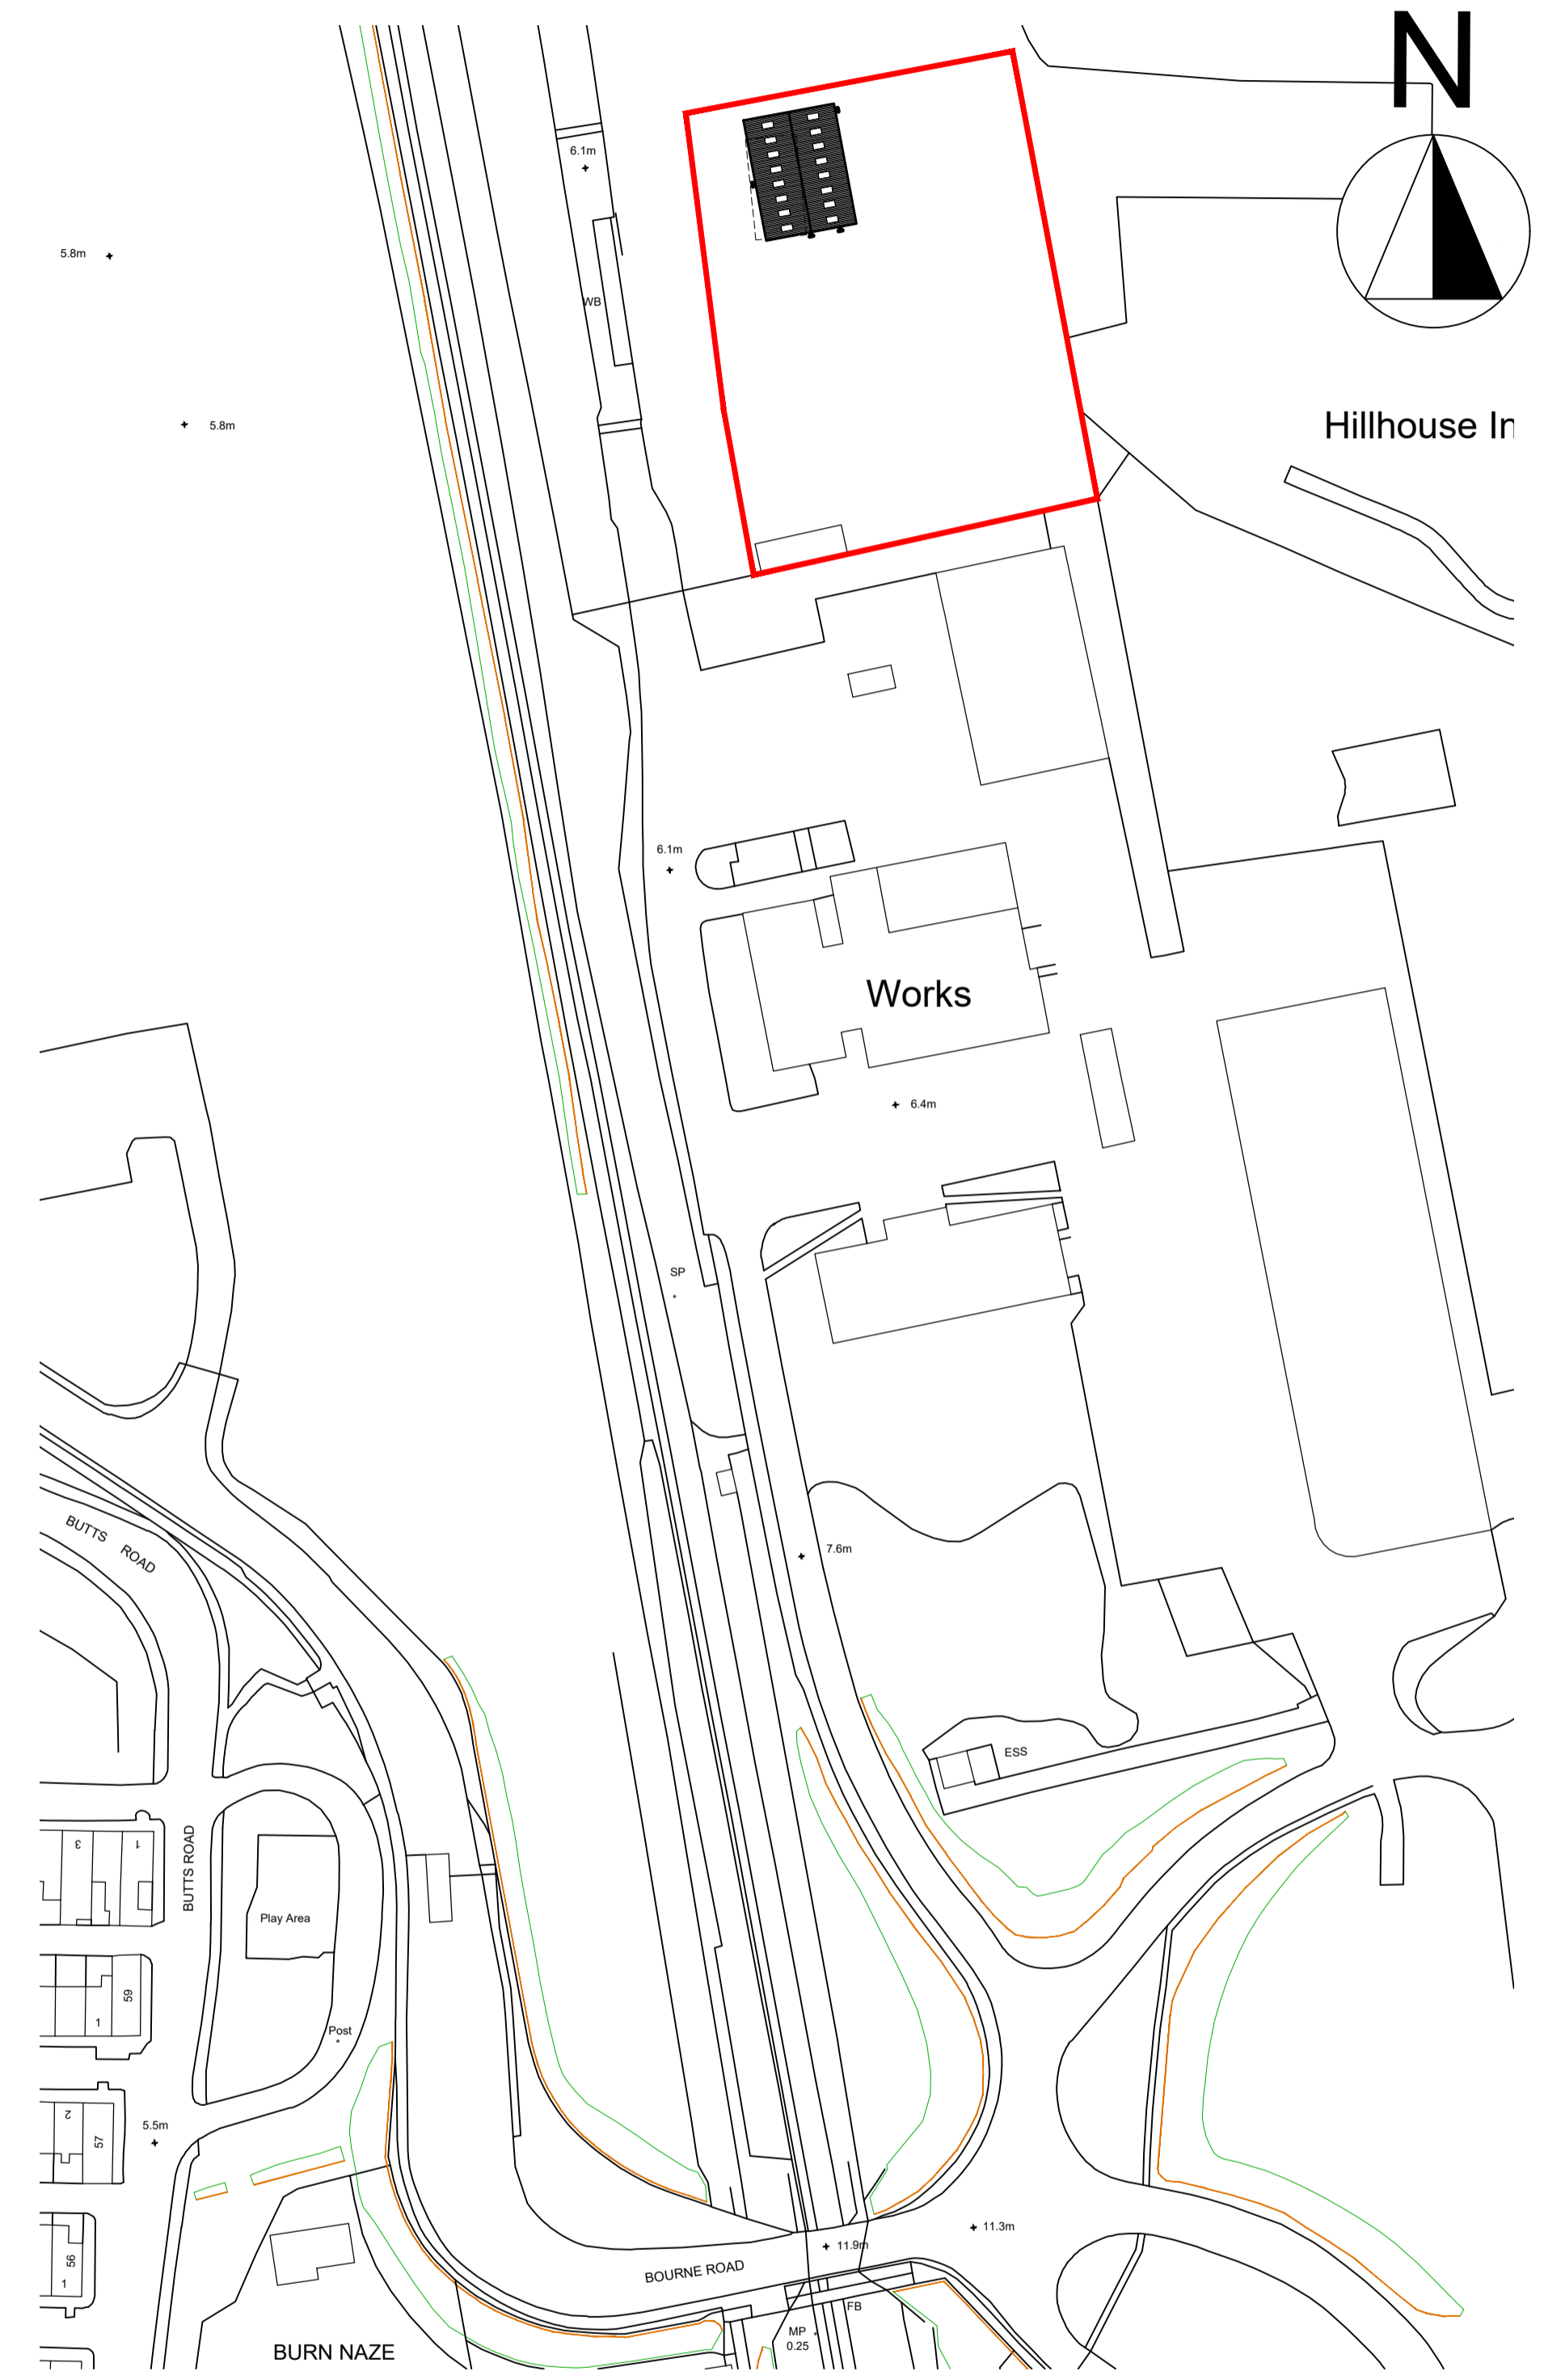 N
6.1m
5.8m
WB
5.8m
Hillhouse In
6.1m
Works
6.4m
SP
BUTTS ROAD
7.6m
ESS
3
1
BUTTS ROAD
Play Area
59
1
Post
2
57
5.5m
56
1
11.3m
11.9m
BOURNE ROAD
FB
MP
0.25
BURN NAZE